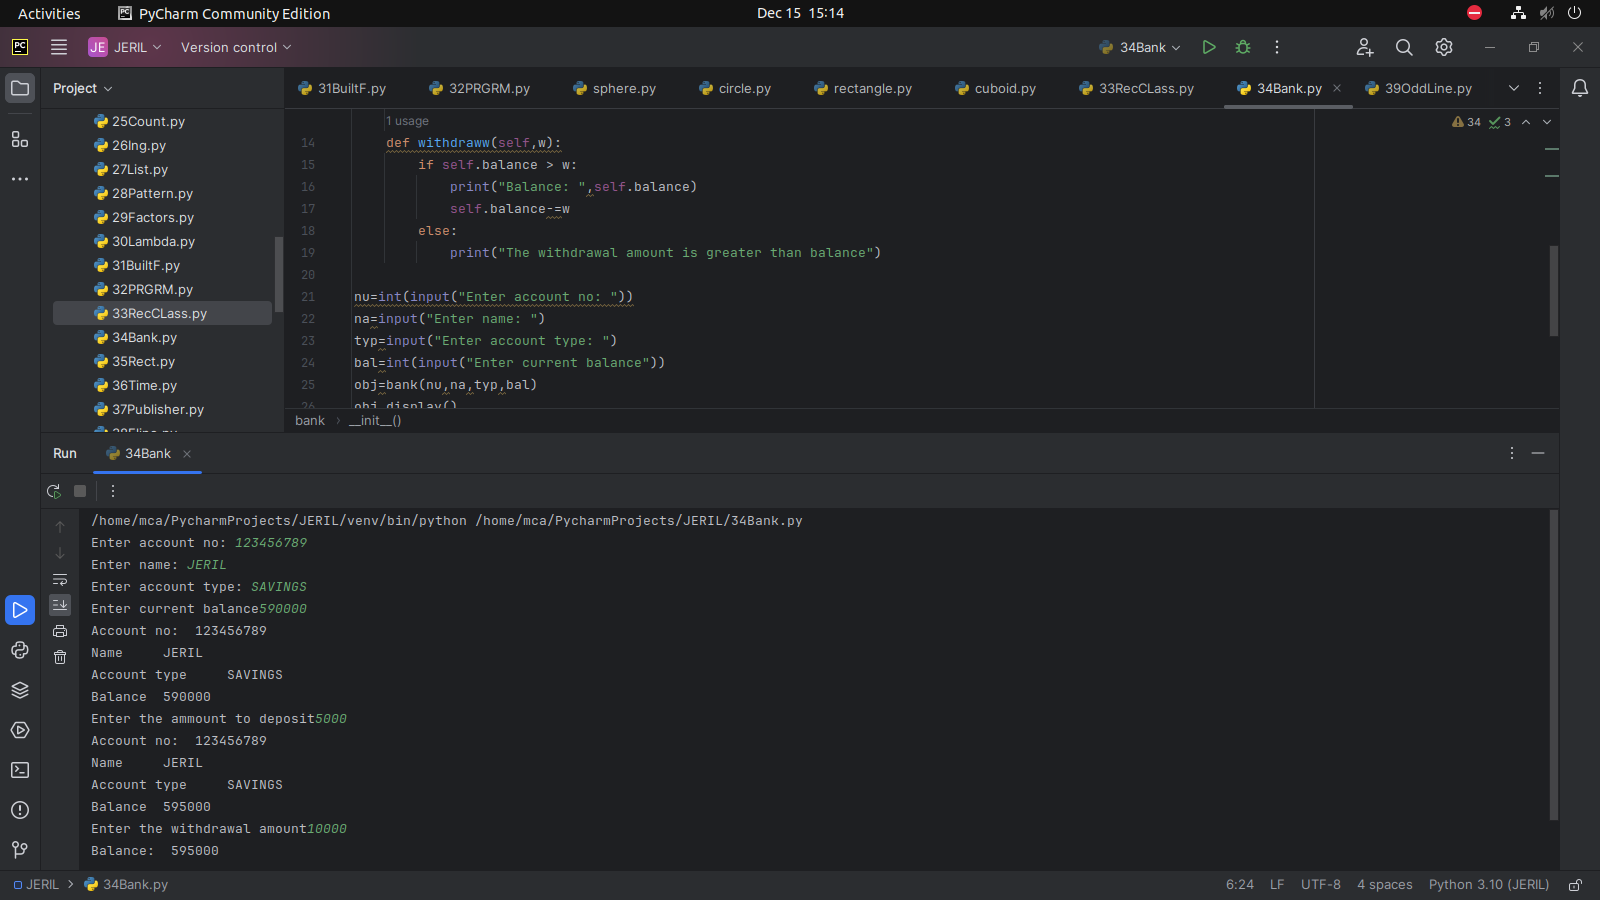 Activities PyCharm Community Edition Dec 15 15:14
PC JE JERIL Version control 34Bank
Project 31BuiltF.py 32PRGRM.py sphere.py circle.py rectangle.py cuboid.py 33RecCLass.py 34Bank.py 39OddLine.py
25Count.py
26Ing.py
27List.py
28Pattern.py
29Factors.py
30Lambda.py
31BuiltF.py
32PRGRM.py
33RecCLass.py
34Bank.py
35Rect.py
36Time.py
37Publisher.py
1 usage 34 3
14 def withdraww(self,w):
15 if self.balance > w:
16 print("Balance: ",self.balance)
17 self.balance-=w
18 else:
19 print("The withdrawal amount is greater than balance")
20
21 nu=int(input("Enter account no: "))
22 na=input("Enter name: ")
23 typ=input("Enter account type: ")
24 bal=int(input("Enter current balance"))
25 obj=bank(nu,na,typ,bal)
26 obj.display()
bank › __init__()
Run 34Bank
/home/mca/PycharmProjects/JERIL/venv/bin/python /home/mca/PycharmProjects/JERIL/34Bank.py
Enter account no: 123456789
Enter name: JERIL
Enter account type: SAVINGS
Enter current balance590000
Account no:  123456789
Name     JERIL
Account type     SAVINGS
Balance  590000
Enter the ammount to deposit5000
Account no:  123456789
Name     JERIL
Account type     SAVINGS
Balance  595000
Enter the withdrawal amount10000
Balance:  595000
JERIL > 34Bank.py 6:24 LF UTF-8 4 spaces Python 3.10 (JERIL)